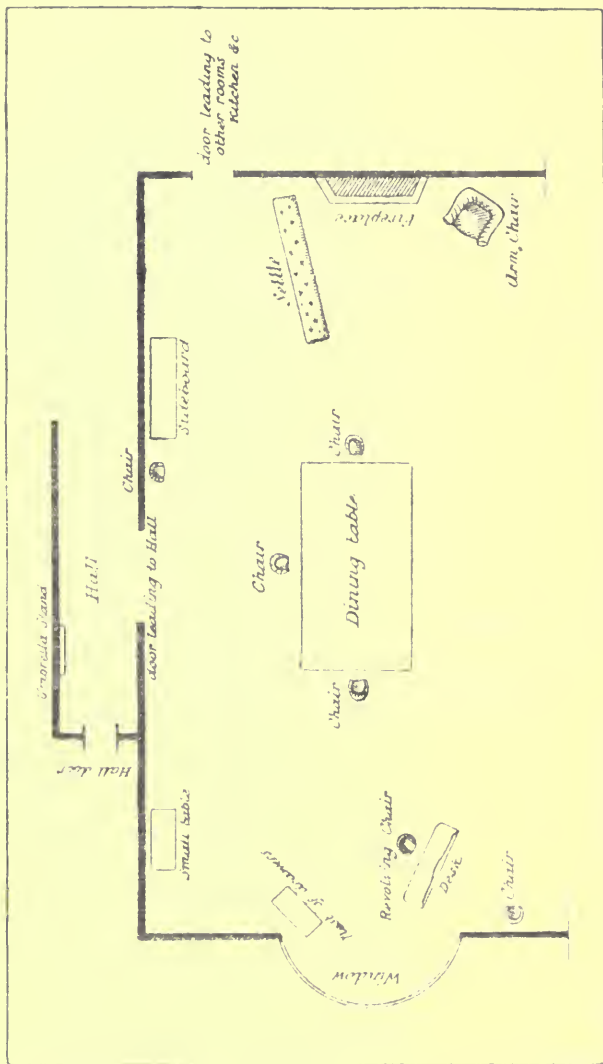 door leading to
other rooms
Kitchen &c
Umbrella Stand
Hall
Hall door
Chair
Sideboard
door leading to Hall
Settle
Fireplace
Arm Chair
Small table
Chair
Chair
Dining table
Chair
Revolving Chair
Desk
Chair
Window